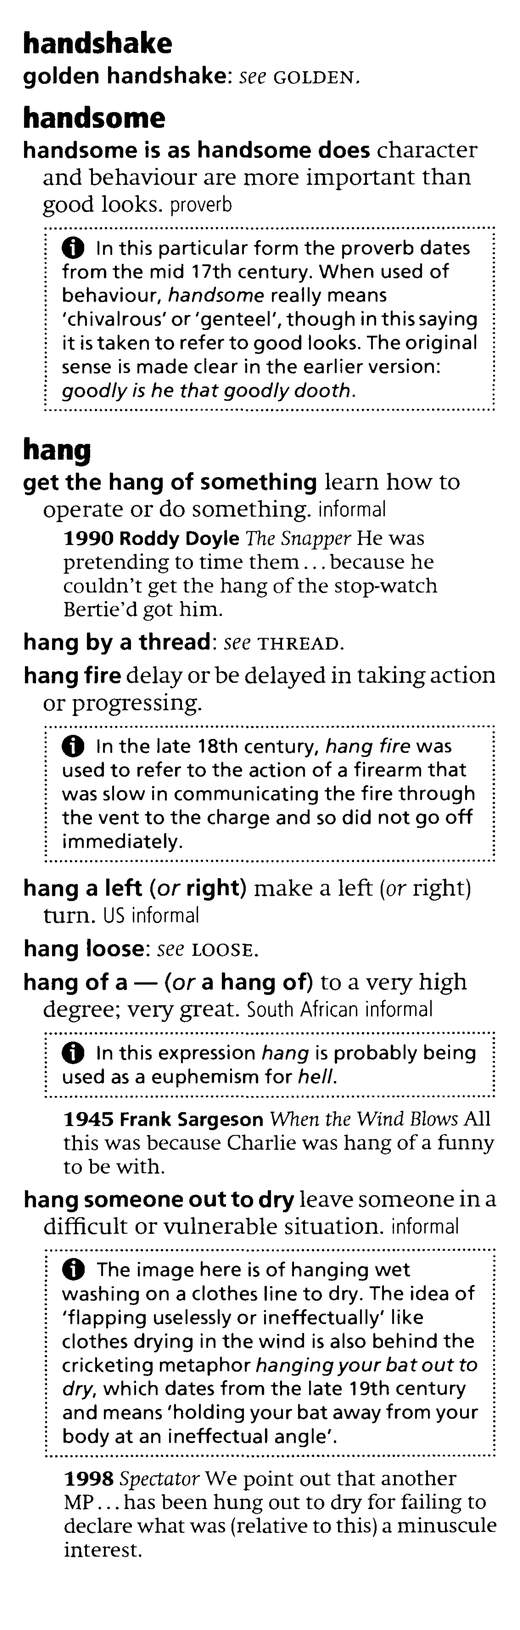 handshake
golden handshake: see GOLDEN.
handsome
handsome is as handsome does character
and behaviour are more important than
good looks. proverb
i In this particular form the proverb dates
from the mid 17th century. When used of
behaviour, handsome really means
'chivalrous' or 'genteel', though in this saying
it is taken to refer to good looks. The original
sense is made clear in the earlier version:
goodly is he that goodly dooth.
hang
get the hang of something learn how to
operate or do something. informal
1990 Roddy Doyle The Snapper He was
pretending to time them...because he
couldn't get the hang of the stop-watch
Bertie'd got him.
hang by a thread: see THREAD.
hang fire delay or be delayed in taking action
or progressing.
i In the late 18th century, hang fire was
used to refer to the action of a firearm that
was slow in communicating the fire through
the vent to the charge and so did not go off
immediately.
hang a left (or right) make a left (or right)
turn. US informal
hang loose: see LOOSE.
hang of a — (or a hang of) to a very high
degree; very great. South African informal
i In this expression hang is probably being
used as a euphemism for hell.
1945 Frank Sargeson When the Wind Blows All
this was because Charlie was hang of a funny
to be with.
hang someone out to dry leave someone in a
difficult or vulnerable situation. informal
i The image here is of hanging wet
washing on a clothes line to dry. The idea of
'flapping uselessly or ineffectually' like
clothes drying in the wind is also behind the
cricketing metaphor hanging your bat out to
dry, which dates from the late 19th century
and means 'holding your bat away from your
body at an ineffectual angle'.
1998 Spectator We point out that another
MP...has been hung out to dry for failing to
declare what was (relative to this) a minuscule
interest.